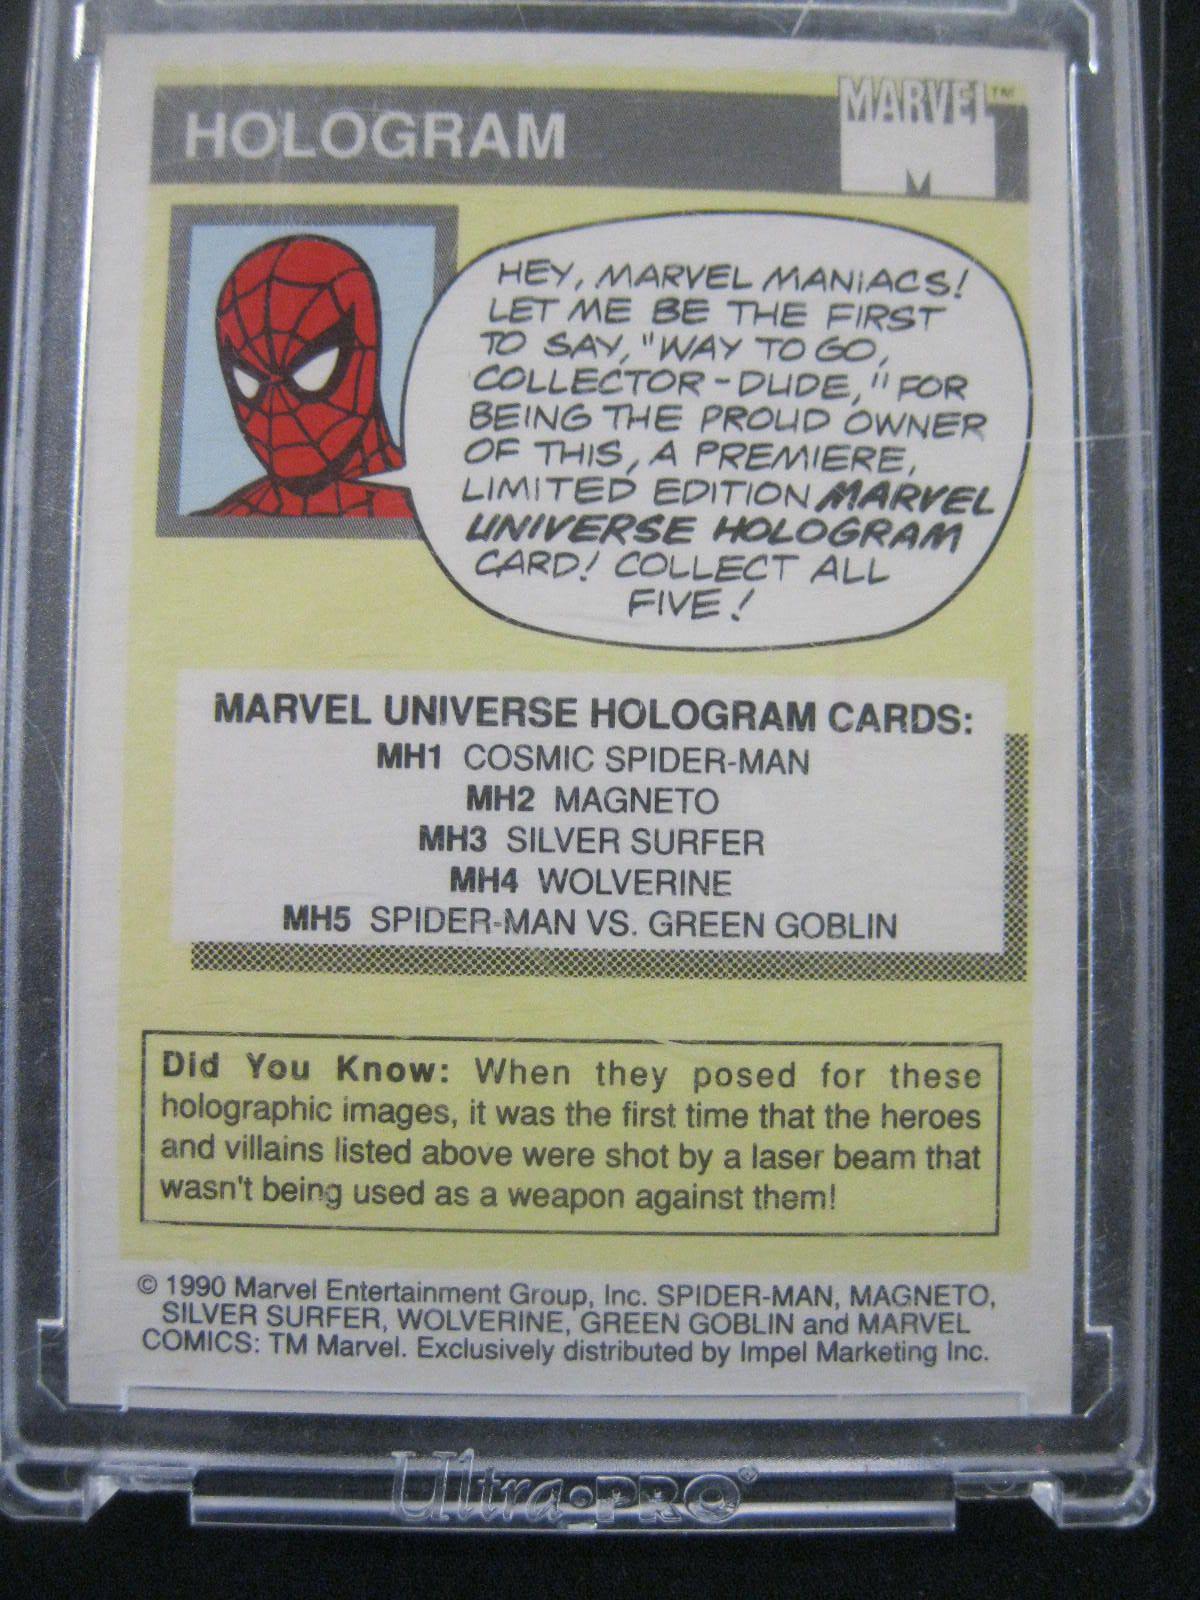 HOLOGRAM
MARVEL™
M
HEY, MARVEL MANIACS!
LET ME BE THE FIRST
TO SAY, "WAY TO GO,
COLLECTOR-DUDE," FOR
BEING THE PROUD OWNER
OF THIS, A PREMIERE,
LIMITED EDITION MARVEL
UNIVERSE HOLOGRAM
CARD! COLLECT ALL
FIVE!
MARVEL UNIVERSE HOLOGRAM CARDS:
MH1 COSMIC SPIDER-MAN
MH2 MAGNETO
MH3 SILVER SURFER
MH4 WOLVERINE
MH5 SPIDER-MAN VS. GREEN GOBLIN
Did You Know: When they posed for these
holographic images, it was the first time that the heroes
and villains listed above were shot by a laser beam that
wasn't being used as a weapon against them!
© 1990 Marvel Entertainment Group, Inc. SPIDER-MAN, MAGNETO,
SILVER SURFER, WOLVERINE, GREEN GOBLIN and MARVEL
COMICS: TM Marvel. Exclusively distributed by Impel Marketing Inc.
Ultra•PRO®